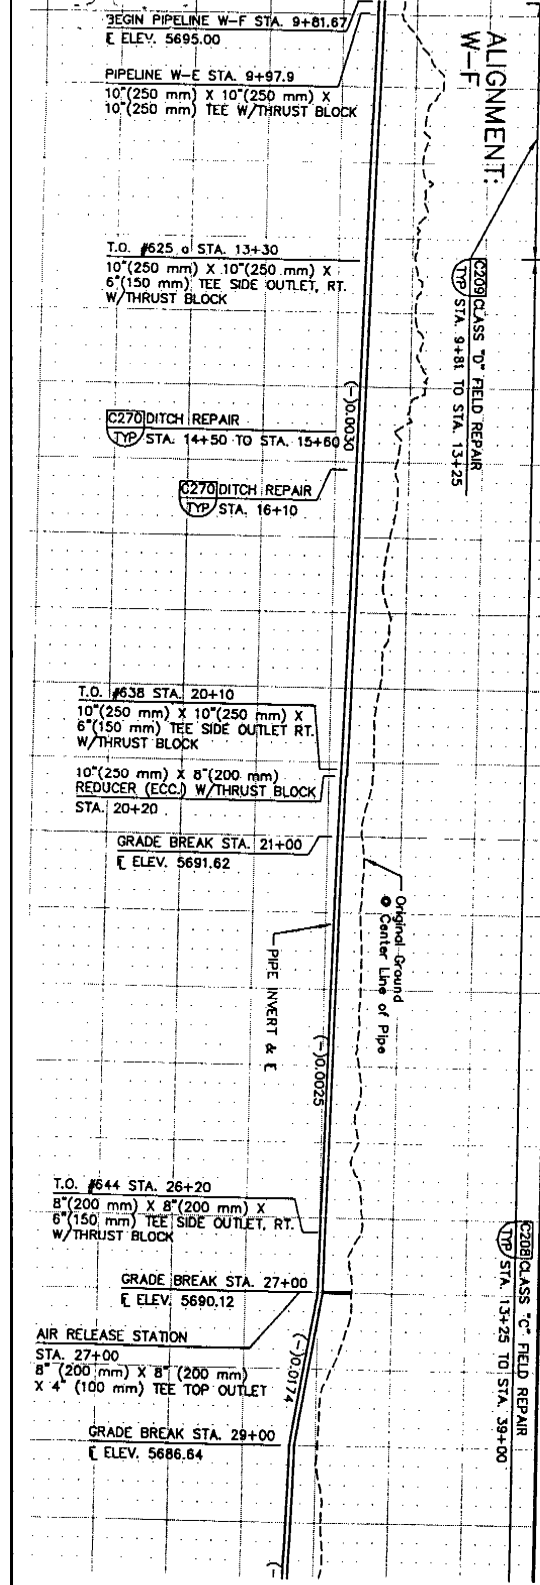 BEGIN PIPELINE W-F STA. 9+81.67
℄ ELEV. 5695.00
PIPELINE W-E STA. 9+97.9
10"(250 mm) X 10"(250 mm) X
10"(250 mm) TEE W/THRUST BLOCK
ALIGNMENT:
W-F
C209 CLASS "D" FIELD REPAIR
TYP STA. 9+81 TO STA. 13+25
T.O. #625 @ STA. 13+30
10"(250 mm) X 10"(250 mm) X
6"(150 mm) TEE SIDE OUTLET, RT.
W/THRUST BLOCK
(-)0.0030
C270 DITCH REPAIR
TYP STA. 14+50 TO STA. 15+60
C270 DITCH REPAIR
TYP STA. 16+10
T.O. #638 STA. 20+10
10"(250 mm) X 10"(250 mm) X
6"(150 mm) TEE SIDE OUTLET RT.
W/THRUST BLOCK
10"(250 mm) X 8"(200 mm)
REDUCER (ECC.) W/THRUST BLOCK
STA. 20+20
GRADE BREAK STA. 21+00
℄ ELEV. 5691.62
Original Ground
@ Center Line of Pipe
PIPE INVERT & ℄
(-)0.0025
T.O. #644 STA. 26+20
8"(200 mm) X 8"(200 mm) X
6"(150 mm) TEE SIDE OUTLET, RT.
W/THRUST BLOCK
C208 CLASS "C" FIELD REPAIR
TYP STA. 13+25 TO STA. 39+00
GRADE BREAK STA. 27+00
℄ ELEV. 5690.12
AIR RELEASE STATION
STA. 27+00
8" (200 mm) X 8" (200 mm)
X 4" (100 mm) TEE TOP OUTLET
(-)0.0174
GRADE BREAK STA. 29+00
℄ ELEV. 5686.64
(-)